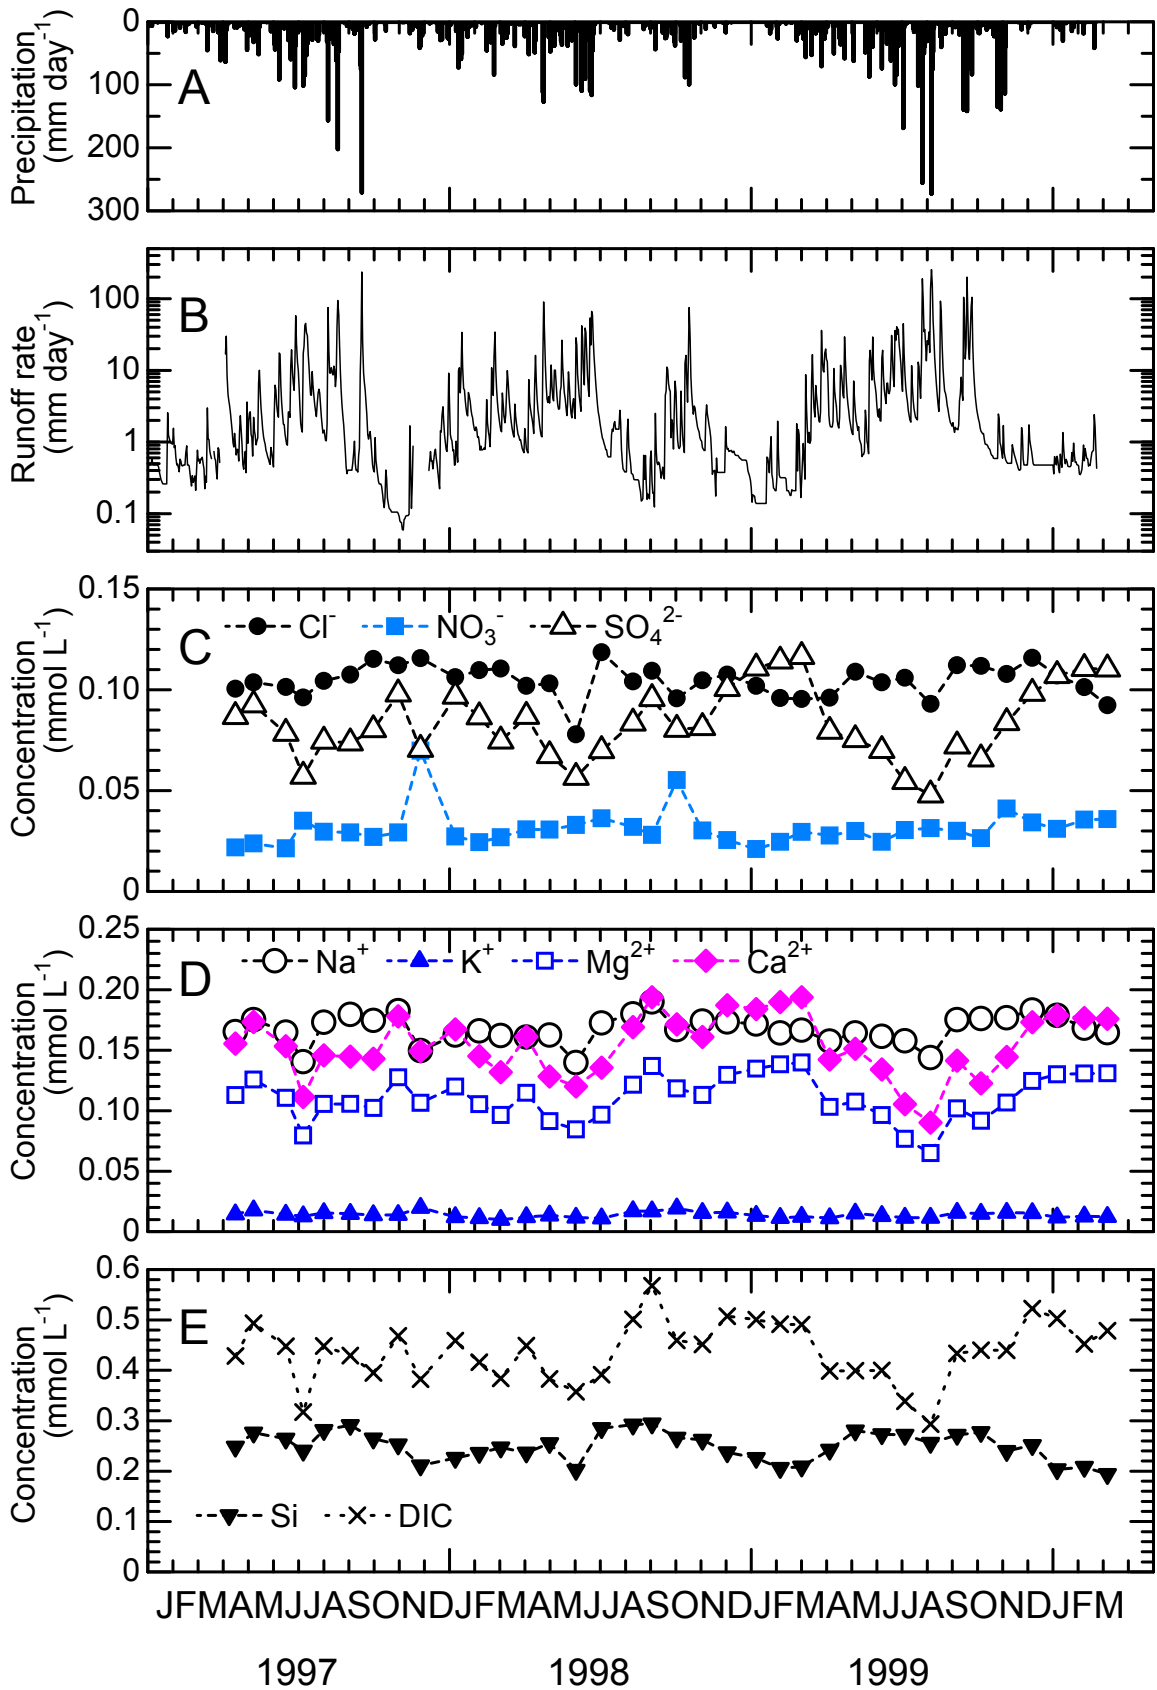 Precipitation
(mm day⁻¹)
0
100
200
300
A
Runoff rate
(mm day⁻¹)
100
10
1
0.1
B
Concentration
(mmol L⁻¹)
0.15
0.10
0.05
0
C
Cl⁻ NO₃⁻ SO₄²⁻
Concentration
(mmol L⁻¹)
0.25
0.20
0.15
0.10
0.05
0
D
Na⁺ K⁺ Mg²⁺ Ca²⁺
Concentration
(mmol L⁻¹)
0.6
0.5
0.4
0.3
0.2
0.1
0
E
Si DIC
JFMAMJJASONDJFMAMJJASONDJFMAMJJASONDJFM
1997 1998 1999